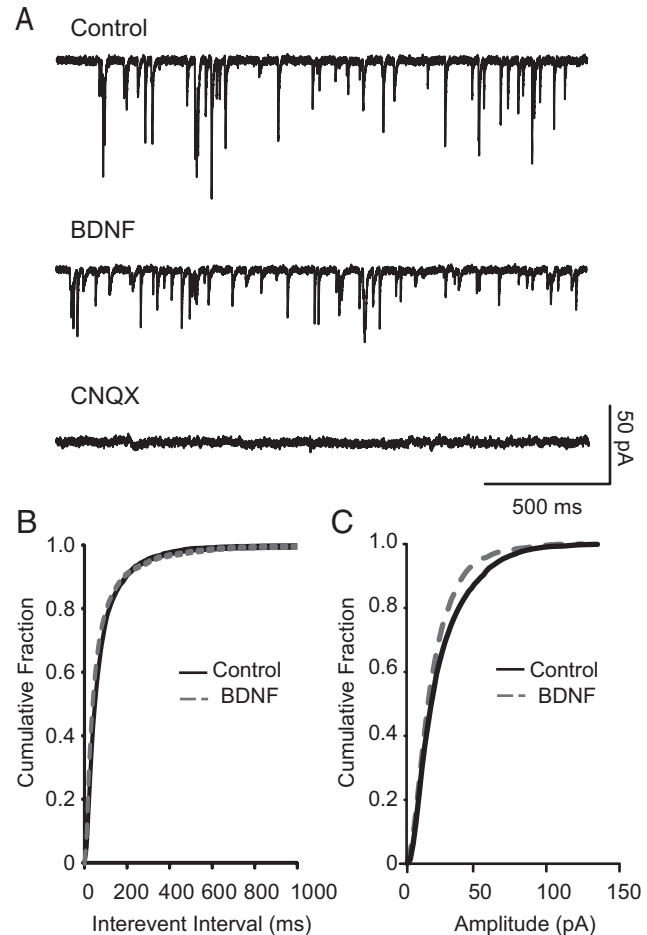 A
Control
BDNF
CNQX
50 pA
500 ms
B
1.0
0.8
0.6
0.4
0.2
0
Cumulative Fraction
Control
BDNF
0 200 400 600 800 1000
Interevent Interval (ms)
C
1.0
0.8
0.6
0.4
0.2
0
Cumulative Fraction
Control
BDNF
0 50 100 150
Amplitude (pA)